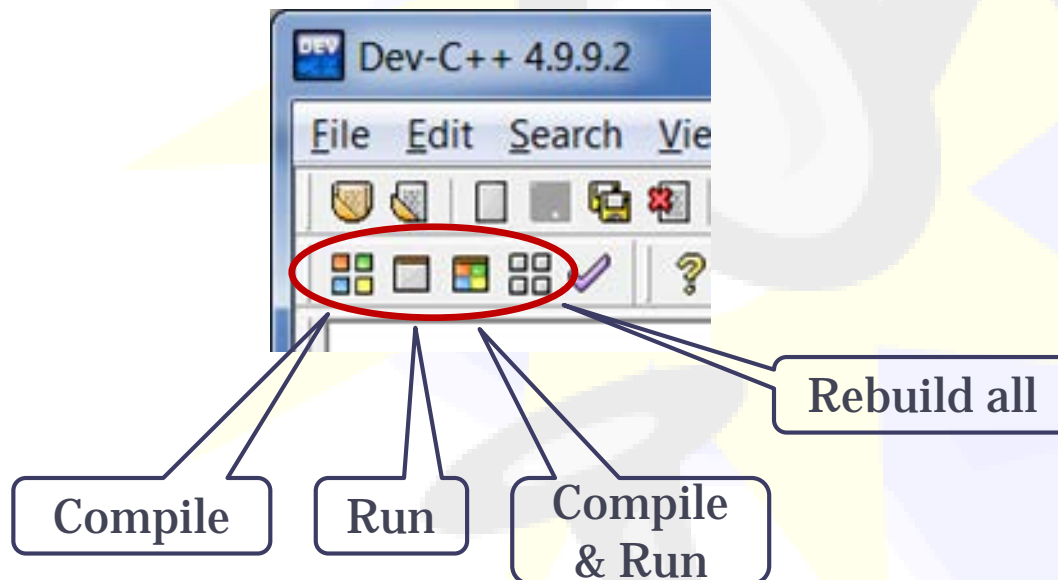 DEV
Dev-C++ 4.9.9.2
File Edit Search Vie
?
Rebuild all
Compile
Run
Compile
& Run